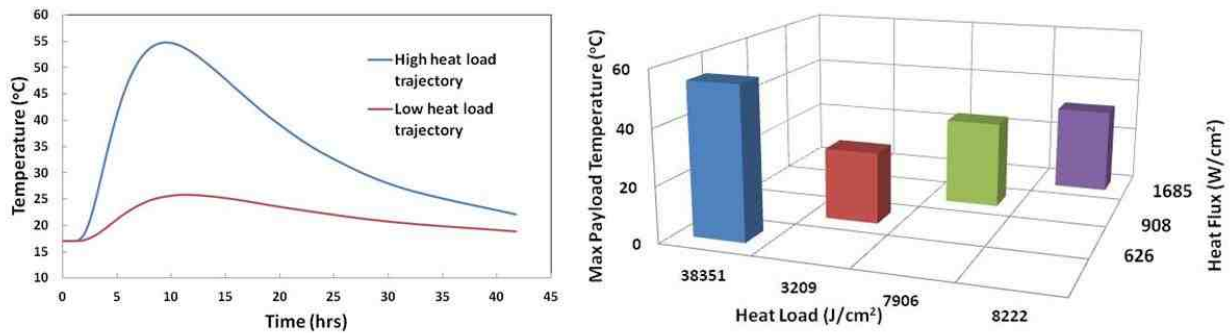 60
55
50
45
40
35
30
25
20
15
10
Temperature (°C)
0 5 10 15 20 25 30 35 40 45
Time (hrs)
High heat load
trajectory
Low heat load
trajectory
Max Payload Temperature (°C)
60
40
20
0
38351
3209
7906
8222
Heat Load (J/cm²)
626
908
1685
Heat Flux (W/cm²)